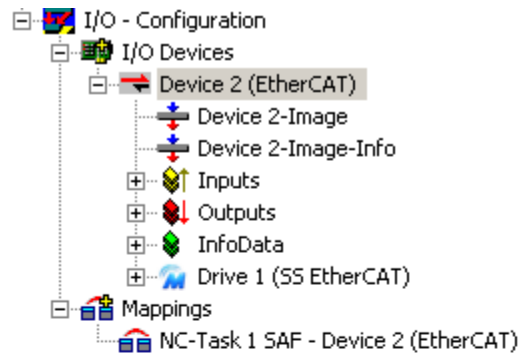 I/O - Configuration
I/O Devices
Device 2 (EtherCAT)
Device 2-Image
Device 2-Image-Info
Inputs
Outputs
InfoData
Drive 1 (SS EtherCAT)
Mappings
NC-Task 1 SAF - Device 2 (EtherCAT)